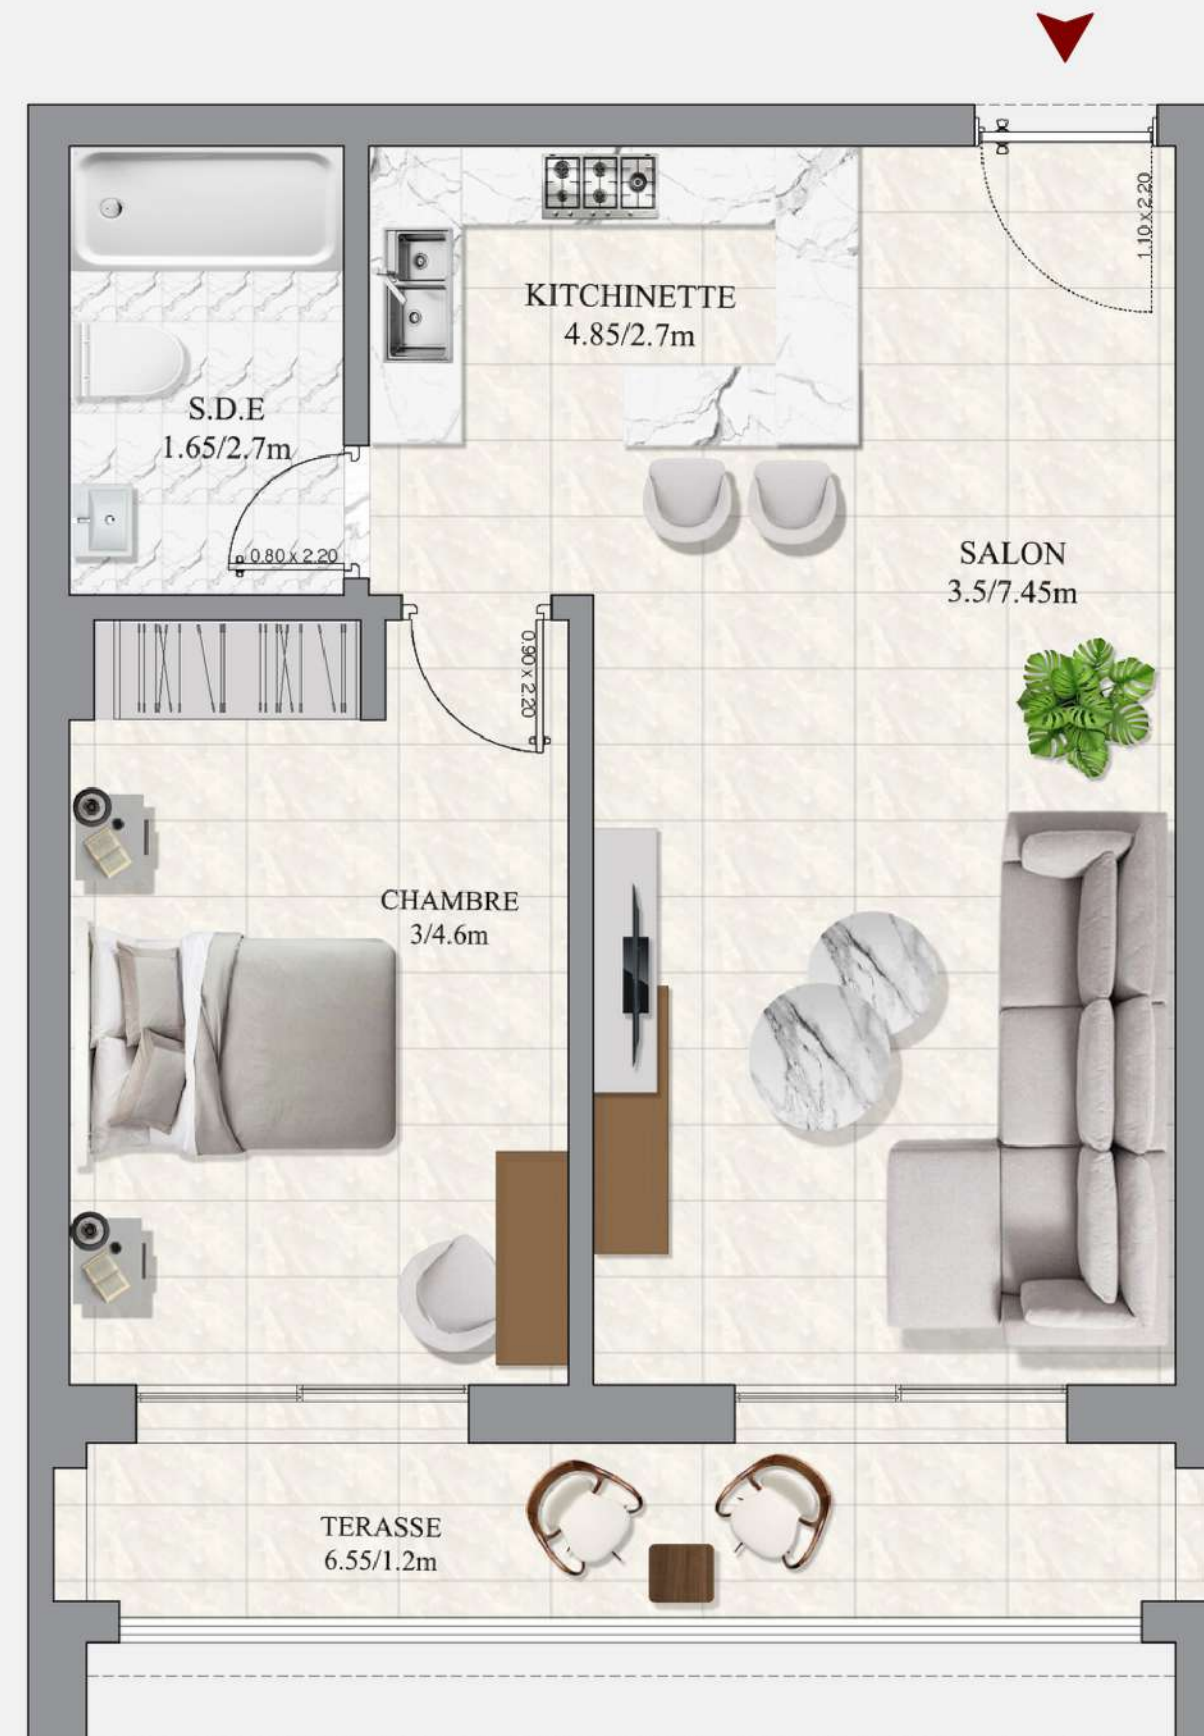 1.10 x 2.20
KITCHINETTE
4.85/2.7m
S.D.E
1.65/2.7m
0.80 x 2.20
SALON
3.5/7.45m
0.90 x 2.20
CHAMBRE
3/4.6m
TERASSE
6.55/1.2m